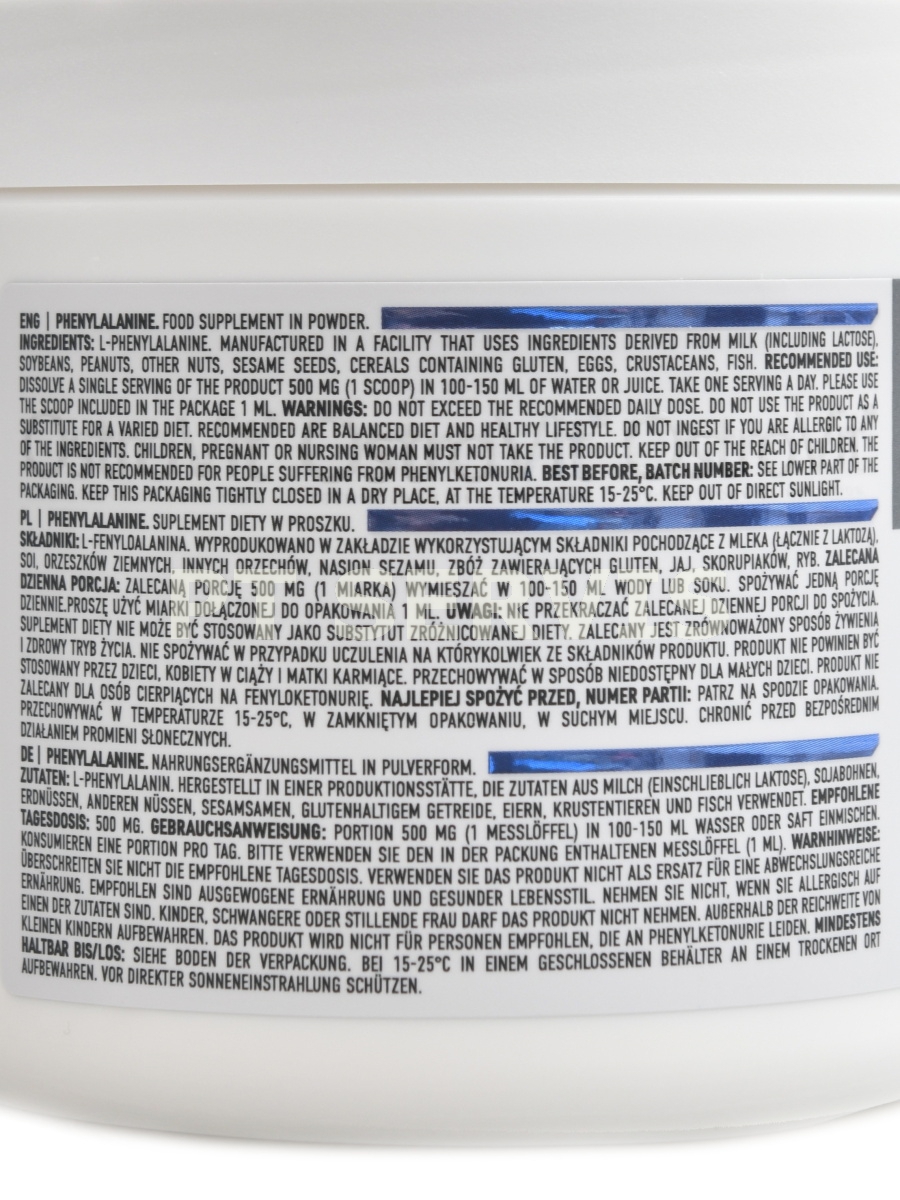 ENG | PHENYLALANINE. FOOD SUPPLEMENT IN POWDER.
INGREDIENTS: L-PHENYLALANINE. MANUFACTURED IN A FACILITY THAT USES INGREDIENTS DERIVED FROM MILK (INCLUDING LACTOSE),
SOYBEANS, PEANUTS, OTHER NUTS, SESAME SEEDS, CEREALS CONTAINING GLUTEN, EGGS, CRUSTACEANS, FISH. RECOMMENDED USE:
DISSOLVE A SINGLE SERVING OF THE PRODUCT 500 MG (1 SCOOP) IN 100-150 ML OF WATER OR JUICE. TAKE ONE SERVING A DAY. PLEASE USE
THE SCOOP INCLUDED IN THE PACKAGE 1 ML. WARNINGS: DO NOT EXCEED THE RECOMMENDED DAILY DOSE. DO NOT USE THE PRODUCT AS A
SUBSTITUTE FOR A VARIED DIET. RECOMMENDED ARE BALANCED DIET AND HEALTHY LIFESTYLE. DO NOT INGEST IF YOU ARE ALLERGIC TO ANY
OF THE INGREDIENTS. CHILDREN, PREGNANT OR NURSING WOMAN MUST NOT TAKE THE PRODUCT. KEEP OUT OF THE REACH OF CHILDREN. THE
PRODUCT IS NOT RECOMMENDED FOR PEOPLE SUFFERING FROM PHENYLKETONURIA. BEST BEFORE, BATCH NUMBER: SEE LOWER PART OF THE
PACKAGING. KEEP THIS PACKAGING TIGHTLY CLOSED IN A DRY PLACE, AT THE TEMPERATURE 15-25°C. KEEP OUT OF DIRECT SUNLIGHT.
PL | PHENYLALANINE. SUPLEMENT DIETY W PROSZKU.
SKŁADNIKI: L-FENYLOALANINA. WYPRODUKOWANO W ZAKŁADZIE WYKORZYSTUJĄCYM SKŁADNIKI POCHODZĄCE Z MLEKA (ŁĄCZNIE Z LAKTOZĄ),
SOI, ORZESZKÓW ZIEMNYCH, INNYCH ORZECHÓW, NASION SEZAMU, ZBÓŻ ZAWIERAJĄCYCH GLUTEN, JAJ, SKORUPIAKÓW, RYB. ZALECANA
DZIENNA PORCJA: ZALECANĄ PORCJĘ 500 MG (1 MIARKA) WYMIESZAĆ W 100-150 ML WODY LUB SOKU. SPOŻYWAĆ JEDNĄ PORCJĘ
DZIENNIE.PROSZĘ UŻYĆ MIARKI DOŁĄCZONEJ DO OPAKOWANIA 1 ML. UWAGI: NIE PRZEKRACZAĆ ZALECANEJ DZIENNEJ PORCJI DO SPOŻYCIA.
SUPLEMENT DIETY NIE MOŻE BYĆ STOSOWANY JAKO SUBSTYTUT ZRÓŻNICOWANEJ DIETY. ZALECANY JEST ZRÓWNOWAŻONY SPOSÓB ŻYWIENIA
I ZDROWY TRYB ŻYCIA. NIE SPOŻYWAĆ W PRZYPADKU UCZULENIA NA KTÓRYKOLWIEK ZE SKŁADNIKÓW PRODUKTU. PRODUKT NIE POWINIEN BYĆ
STOSOWANY PRZEZ DZIECI, KOBIETY W CIĄŻY I MATKI KARMIĄCE. PRZECHOWYWAĆ W SPOSÓB NIEDOSTĘPNY DLA MAŁYCH DZIECI. PRODUKT NIE
ZALECANY DLA OSÓB CIERPIĄCYCH NA FENYLOKETONURIĘ. NAJLEPIEJ SPOŻYĆ PRZED, NUMER PARTII: PATRZ NA SPODZIE OPAKOWANIA.
PRZECHOWYWAĆ W TEMPERATURZE 15-25°C, W ZAMKNIĘTYM OPAKOWANIU, W SUCHYM MIEJSCU. CHRONIĆ PRZED BEZPOŚREDNIM
DZIAŁANIEM PROMIENI SŁONECZNYCH.
DE | PHENYLALANINE. NAHRUNGSERGÄNZUNGSMITTEL IN PULVERFORM.
ZUTATEN: L-PHENYLALANIN. HERGESTELLT IN EINER PRODUKTIONSSTÄTTE, DIE ZUTATEN AUS MILCH (EINSCHLIEBLICH LAKTOSE), SOJABOHNEN,
ERDNÜSSEN, ANDEREN NÜSSEN, SESAMSAMEN, GLUTENHALTIGEM GETREIDE, EIERN, KRUSTENTIEREN UND FISCH VERWENDET. EMPFOHLENE
TAGESDOSIS: 500 MG. GEBRAUCHSANWEISUNG: PORTION 500 MG (1 MESSLÖFFEL) IN 100-150 ML WASSER ODER SAFT EINMISCHEN.
KONSUMIEREN EINE PORTION PRO TAG. BITTE VERWENDEN SIE DEN IN DER PACKUNG ENTHALTENEN MESSLÖFFEL (1 ML). WARNHINWEISE:
ÜBERSCHREITEN SIE NICHT DIE EMPFOHLENE TAGESDOSIS. VERWENDEN SIE DAS PRODUKT NICHT ALS ERSATZ FÜR EINE ABWECHSLUNGSREICHE
ERNÄHRUNG. EMPFOHLEN SIND AUSGEWOGENE ERNÄHRUNG UND GESUNDER LEBENSSTIL. NEHMEN SIE NICHT, WENN SIE ALLERGISCH AUF
EINEN DER ZUTATEN SIND. KINDER, SCHWANGERE ODER STILLENDE FRAU DARF DAS PRODUKT NICHT NEHMEN. AUßERHALB DER REICHWEITE VON
KLEINEN KINDERN AUFBEWAHREN. DAS PRODUKT WIRD NICHT FÜR PERSONEN EMPFOHLEN, DIE AN PHENYLKETONURIE LEIDEN. MINDESTENS
HALTBAR BIS/LOS: SIEHE BODEN DER VERPACKUNG. BEI 15-25°C IN EINEM GESCHLOSSENEN BEHÄLTER AN EINEM TROCKENEN ORT
AUFBEWAHREN. VOR DIREKTER SONNENEINSTRAHLUNG SCHÜTZEN.